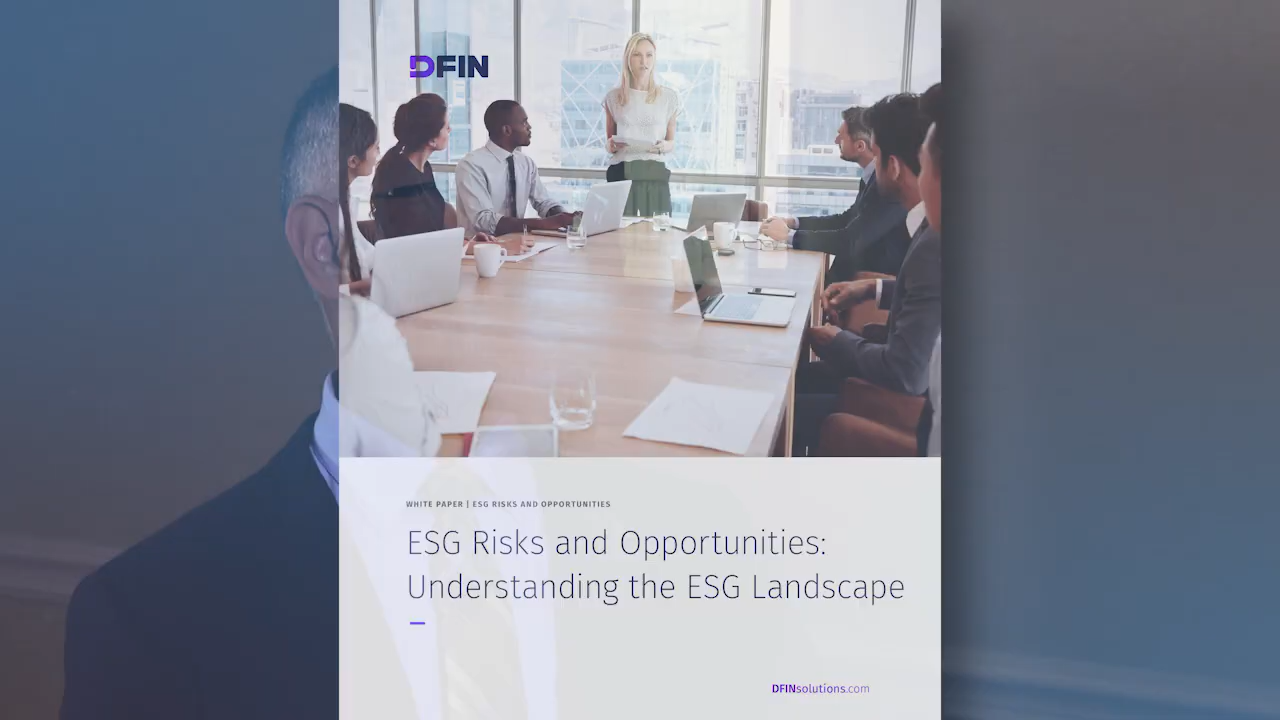 DFIN
WHITE PAPER | ESG RISKS AND OPPORTUNITIES
ESG Risks and Opportunities:
Understanding the ESG Landscape
DFINsolutions.com